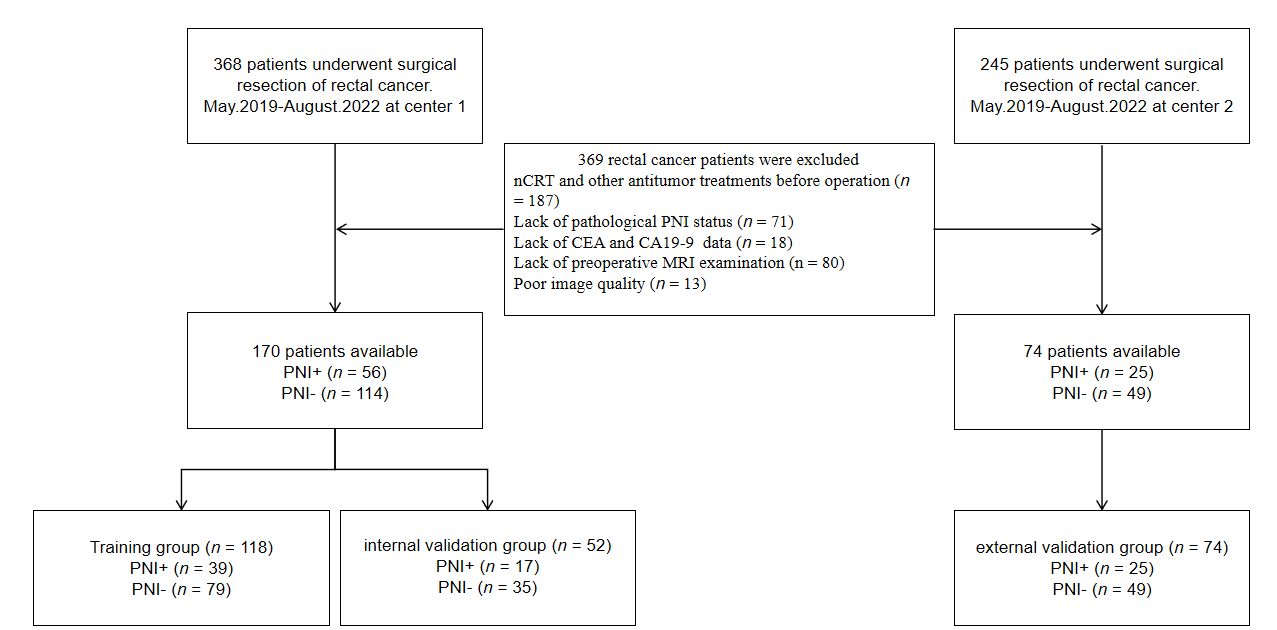 368 patients underwent surgical
resection of rectal cancer.
May.2019-August.2022 at center 1
245 patients underwent surgical
resection of rectal cancer.
May.2019-August.2022 at center 2
369 rectal cancer patients were excluded
nCRT and other antitumor treatments before operation (n
= 187)
Lack of pathological PNI status (n = 71)
Lack of CEA and CA19-9  data (n = 18)
Lack of preoperative MRI examination (n = 80)
Poor image quality (n = 13)
170 patients available
PNI+ (n = 56)
PNI- (n = 114)
74 patients available
PNI+ (n = 25)
PNI- (n = 49)
Training group (n = 118)
PNI+ (n = 39)
PNI- (n = 79)
internal validation group (n = 52)
PNI+ (n = 17)
PNI- (n = 35)
external validation group (n = 74)
PNI+ (n = 25)
PNI- (n = 49)